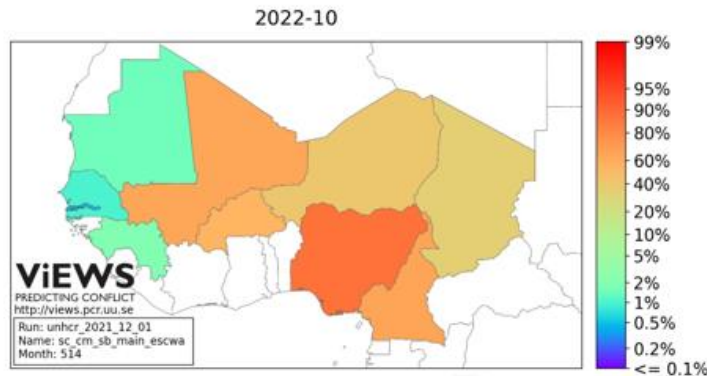 2022-10
99%
95%
90%
80%
60%
40%
20%
10%
5%
2%
1%
0.5%
0.2%
<= 0.1%
ViEWS
PREDICTING CONFLICT
http://views.pcr.uu.se
Run: unhcr_2021_12_01
Name: sc_cm_sb_main_escwa
Month: 514